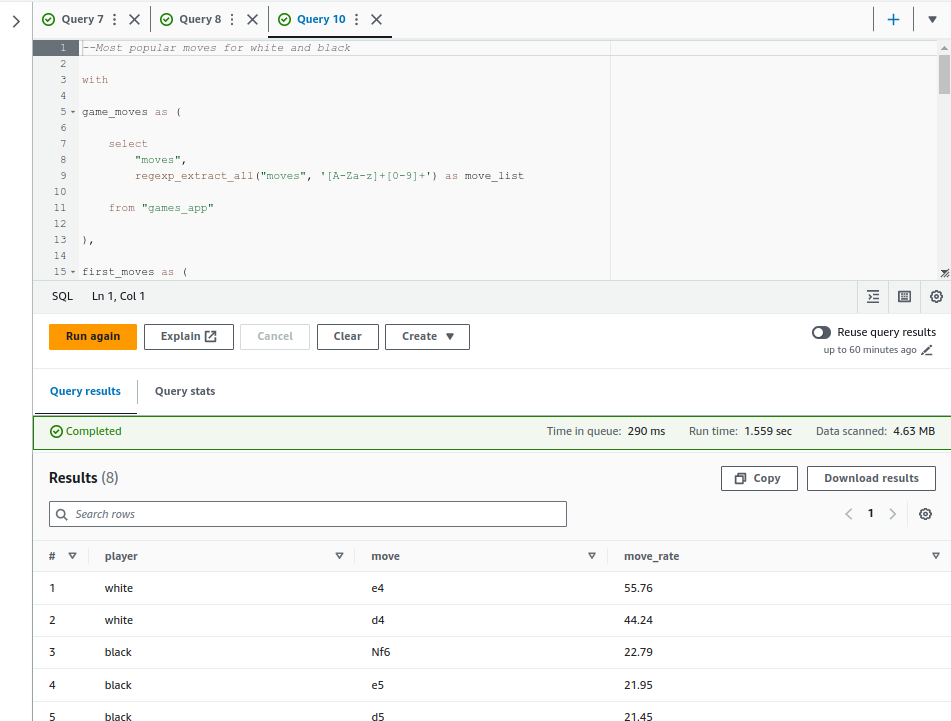 Query 7 Query 8 Query 10
1 --Most popular moves for white and black
2
3 with
4
5 game_moves as (
6
7 select
8 "moves",
9 regexp_extract_all("moves", '[A-Za-z]+[0-9]+') as move_list
10
11 from "games_app"
12
13 ),
14
15 first_moves as (
SQL Ln 1, Col 1
Run again Explain Cancel Clear Create Reuse query results
up to 60 minutes ago
Query results Query stats
Completed Time in queue: 290 ms Run time: 1.559 sec Data scanned: 4.63 MB
Results (8) Copy Download results
Search rows 1
# player move move_rate
1 white e4 55.76
2 white d4 44.24
3 black Nf6 22.79
4 black e5 21.95
5 black d5 21.45